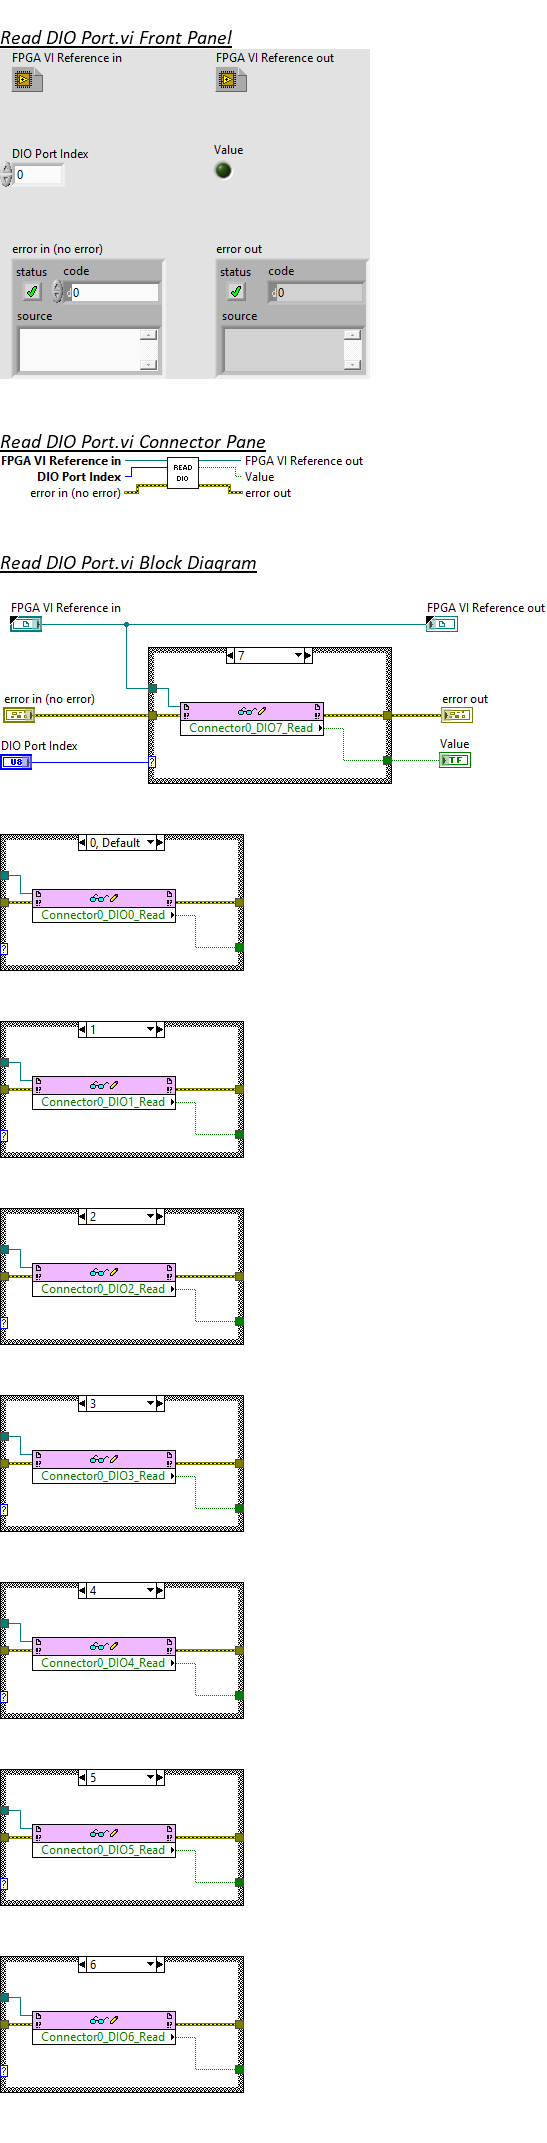 Read DIO Port.vi Front Panel
FPGA VI Reference in FPGA VI Reference out
DIO Port Index Value
0
error in (no error) error out
status code status code
d0 d0
source source
Read DIO Port.vi Connector Pane
FPGA VI Reference in READ DIO FPGA VI Reference out
DIO Port Index Value
error in (no error) error out
Read DIO Port.vi Block Diagram
FPGA VI Reference in FPGA VI Reference out
7
error in (no error) error out
Connector0_DIO7_Read
DIO Port Index Value
U8 ? TF
0, Default
Connector0_DIO0_Read
?
1
Connector0_DIO1_Read
?
2
Connector0_DIO2_Read
?
3
Connector0_DIO3_Read
?
4
Connector0_DIO4_Read
?
5
Connector0_DIO5_Read
?
6
Connector0_DIO6_Read
?